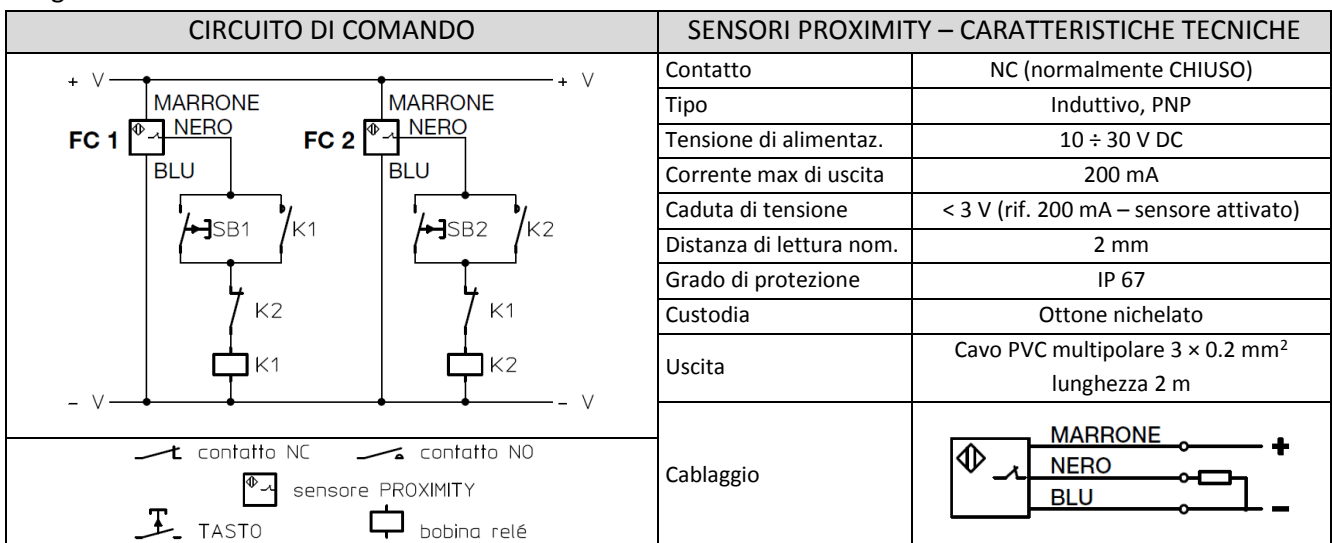 CIRCUITO DI COMANDO
SENSORI PROXIMITY – CARATTERISTICHE TECNICHE
+ V
+ V
MARRONE
NERO
FC 1
BLU
MARRONE
NERO
FC 2
BLU
SB1
K1
SB2
K2
K2
K1
K1
K2
- V
- V
contatto NC
contatto NO
sensore PROXIMITY
TASTO
bobina relé
Contatto
NC (normalmente CHIUSO)
Tipo
Induttivo, PNP
Tensione di alimentaz.
10 ÷ 30 V DC
Corrente max di uscita
200 mA
Caduta di tensione
< 3 V (rif. 200 mA – sensore attivato)
Distanza di lettura nom.
2 mm
Grado di protezione
IP 67
Custodia
Ottone nichelato
Uscita
Cavo PVC multipolare 3 × 0.2 mm²
lunghezza 2 m
Cablaggio
MARRONE
+
NERO
BLU
-